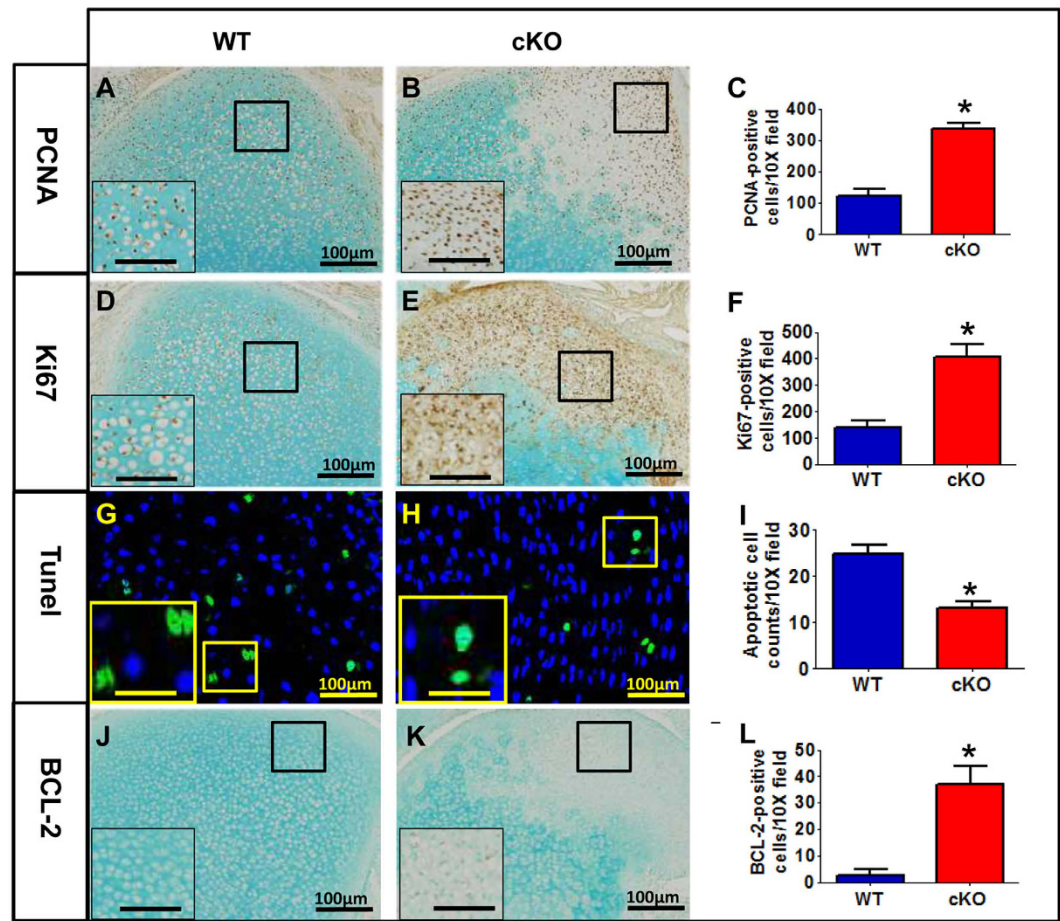 WT
cKO
PCNA
A
100μm
B
100μm
C
PCNA-positive
cells/10X field
400
300
200
100
0
WT
cKO
*
Ki67
D
100μm
E
100μm
F
Ki67-positive
cells/10X field
500
400
300
200
100
0
WT
cKO
*
Tunel
G
100μm
H
100μm
I
Apoptotic cell
counts/10X field
30
20
10
0
WT
cKO
*
BCL-2
J
100μm
K
100μm
L
BCL-2-positive
cells/10X field
50
40
30
20
10
0
WT
cKO
*